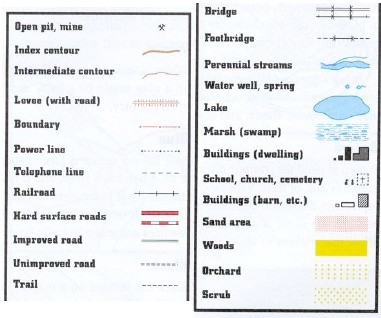 Open pit, mine
Index contour
Intermediate contour
Levee (with road)
Boundary
Power line
Telephone line
Railroad
Hard surface roads
Improved road
Unimproved road
Trail
Bridge
Footbridge
Perennial streams
Water well, spring
Lake
Marsh (swamp)
Buildings (dwelling)
School, church, cemetery
Buildings (barn, etc.)
Sand area
Woods
Orchard
Scrub